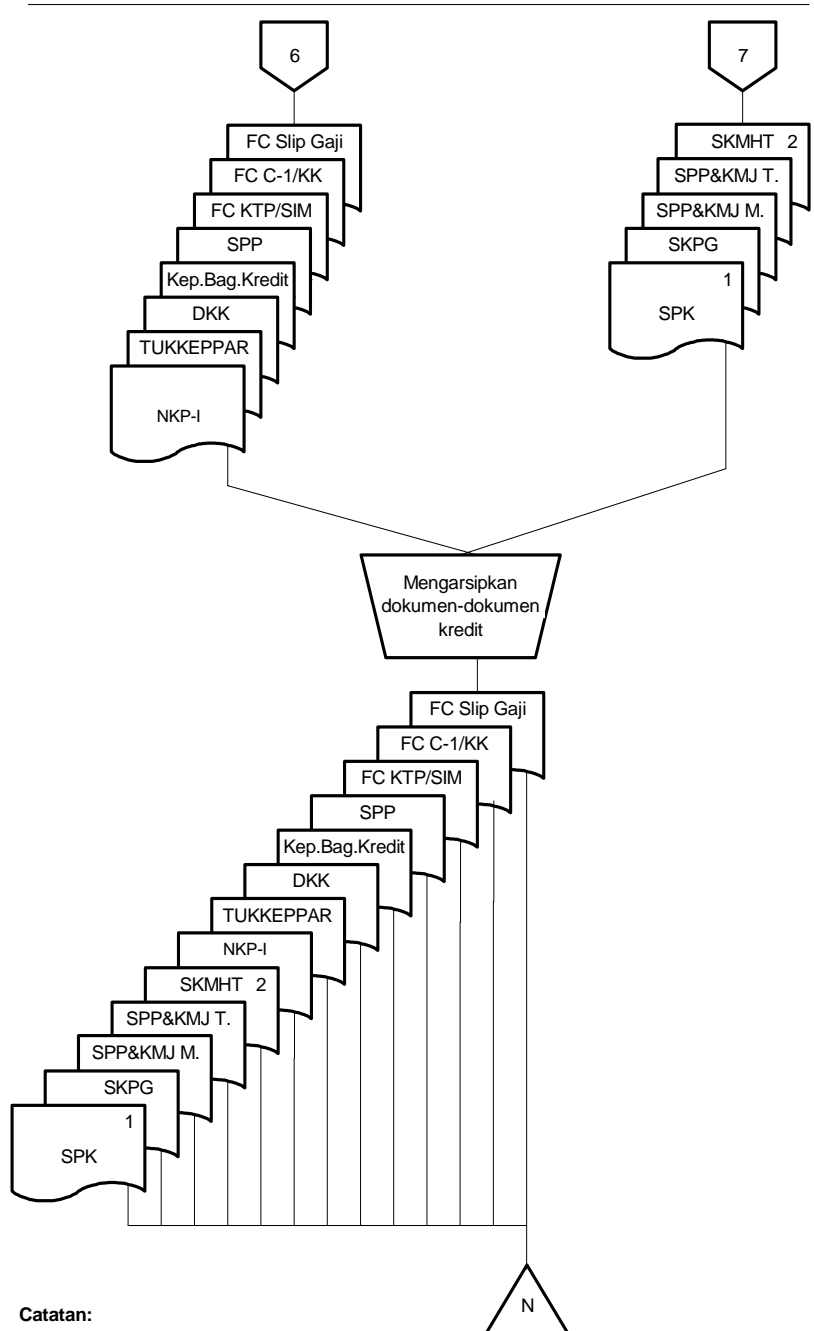 6
FC Slip Gaji
FC C-1/KK
FC KTP/SIM
SPP
Kep.Bag.Kredit
DKK
TUKKEPPAR
NKP-I
7
SKMHT 2
SPP&KMJ T.
SPP&KMJ M.
SKPG
1
SPK
Mengarsipkan
dokumen-dokumen
kredit
FC Slip Gaji
FC C-1/KK
FC KTP/SIM
SPP
Kep.Bag.Kredit
DKK
TUKKEPPAR
NKP-I
SKMHT 2
SPP&KMJ T.
SPP&KMJ M.
SKPG
1
SPK
N
Catatan: